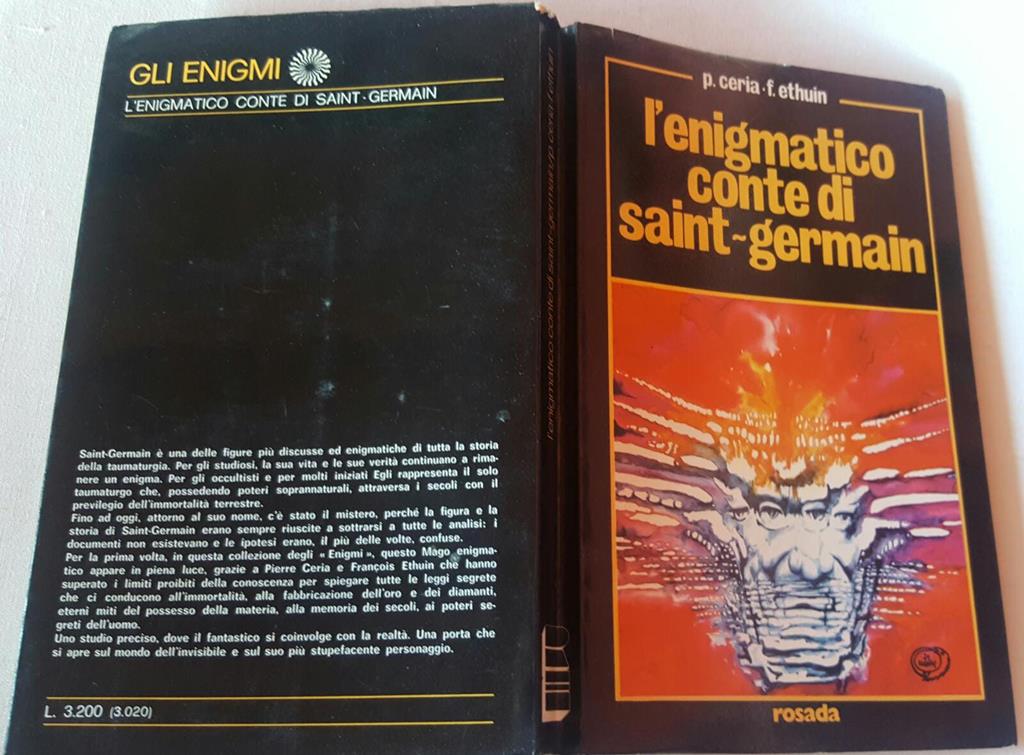 GLI ENIGMI
L'ENIGMATICO CONTE DI SAINT-GERMAIN
Saint-Germain è una delle figure più discusse ed enigmatiche di tutta la storia
della taumaturgia. Per gli studiosi, la sua vita e le sue verità continuano a rima-
nere un enigma. Per gli occultisti e per molti iniziati Egli rappresenta il solo
taumaturgo che, possedendo poteri soprannaturali, attraversa i secoli con il
previlegio dell'immortalità terrestre.
Fino ad oggi, attorno al suo nome, c'è stato il mistero, perché la figura e la
storia di Saint-Germain erano sempre riuscite a sottrarsi a tutte le analisi: i
documenti non esistevano e le ipotesi erano, il più delle volte, confuse.
Per la prima volta, in questa collezione degli « Enigmi », questo Mago enigma-
tico appare in piena luce, grazie a Pierre Ceria e François Ethuin che hanno
superato i limiti proibiti della conoscenza per spiegare tutte le leggi segrete
che ci conducono all'immortalità, alla fabbricazione dell'oro e dei diamanti,
eterni miti del possesso della materia, alla memoria dei secoli, ai poteri se-
greti dell'uomo.
Uno studio preciso, dove il fantastico si coinvolge con la realtà. Una porta che
si apre sul mondo dell'invisibile e sul suo più stupefacente personaggio.
L. 3.200 (3.020)
l'enigmatico conte di saint-germain/p. ceria f. ethuin
p. ceria·f. ethuin
l'enigmatico
conte di
saint-germain
rosada